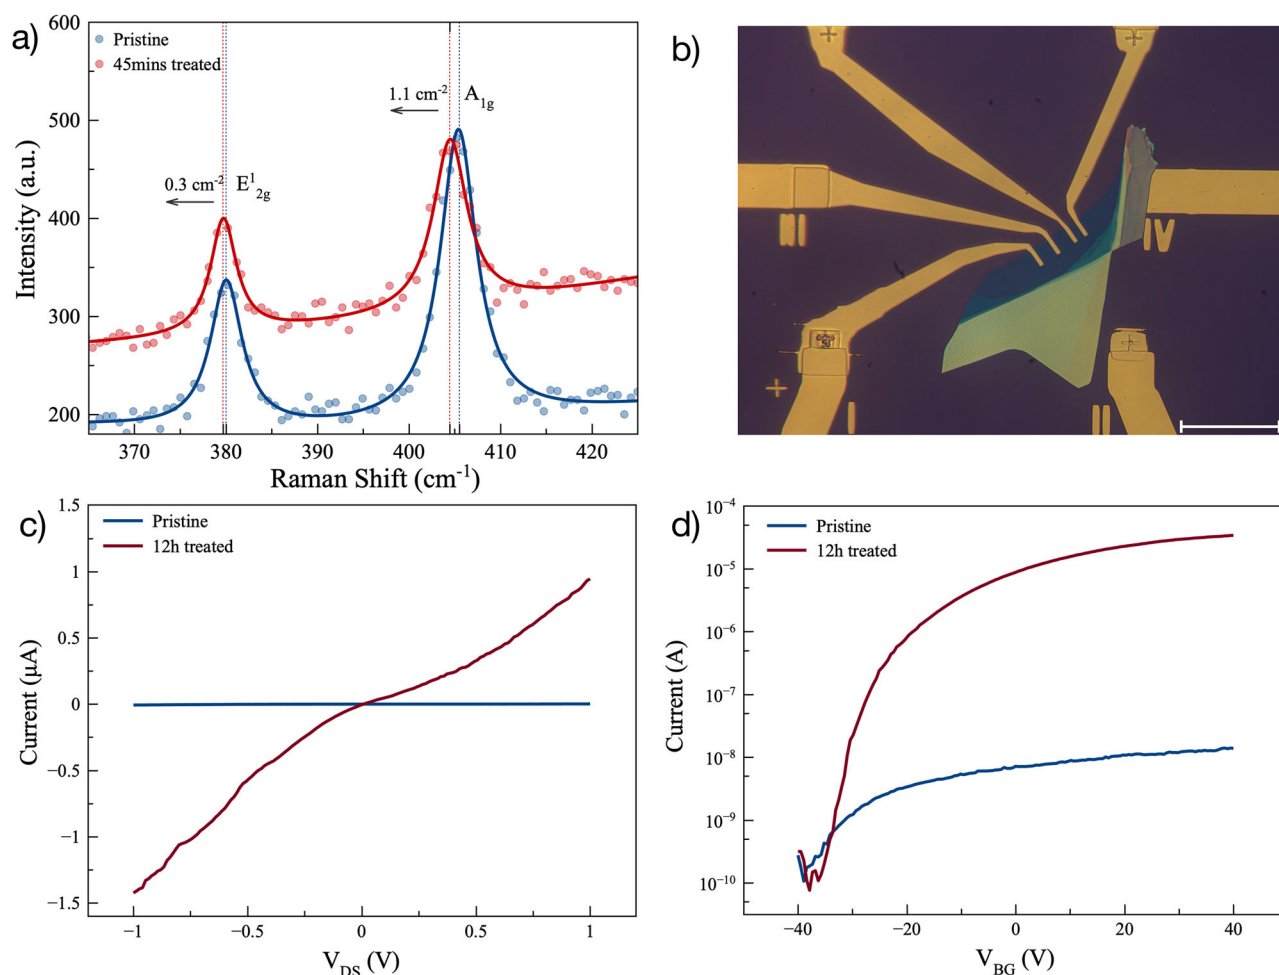 a)
600
500
400
300
200
Intensity (a.u.)
Pristine
45mins treated
0.3 cm⁻²
E¹₂g
1.1 cm⁻²
A₁g
370 380 390 400 410 420
Raman Shift (cm⁻¹)
b)
III
IV
I
II
c)
1.5
1
0.5
0
−0.5
−1
−1.5
Current (μA)
Pristine
12h treated
−1 −0.5 0 0.5 1
V_DS (V)
d)
10⁻⁴
10⁻⁵
10⁻⁶
10⁻⁷
10⁻⁸
10⁻⁹
10⁻¹⁰
Current (A)
Pristine
12h treated
−40 −20 0 20 40
V_BG (V)